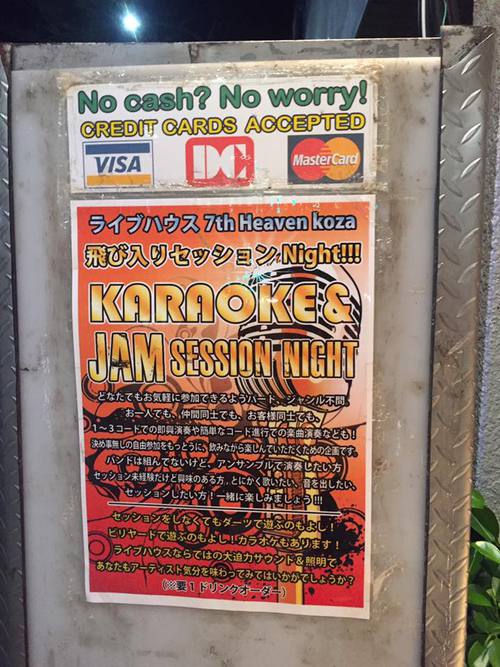 No cash? No worry!
CREDIT CARDS ACCEPTED
VISA DC MasterCard
ライブハウス 7th Heaven koza
飛び入りセッション Night!!!
KARAOKE &
JAM SESSION NIGHT
どなたでもお気軽に参加できるようハード、ジャンル不問
お一人でも、仲間同士でも、お客様同士でも、
1～3コードでの即興演奏や簡単なコード進行での楽曲演奏なども！
決め事無しの自由参加をもっとうに、飲みながら楽しんでいただくための企画です。
バンドは組んでないけど、アンサンブルで演奏したい方
セッション未経験だけど興味のある方、とにかく歌いたい、音を出したい、
セッションしたい方！一緒に楽しみましょう!!!
セッションをしなくてもダーツで遊ぶのもよし！
ビリヤードで遊ぶのもよし！カラオケもあります！
ライブハウスならではの大迫力サウンド＆照明で
あなたもアーティスト気分を味わってみてはいかがでしょうか？
（※要1ドリンクオーダー）